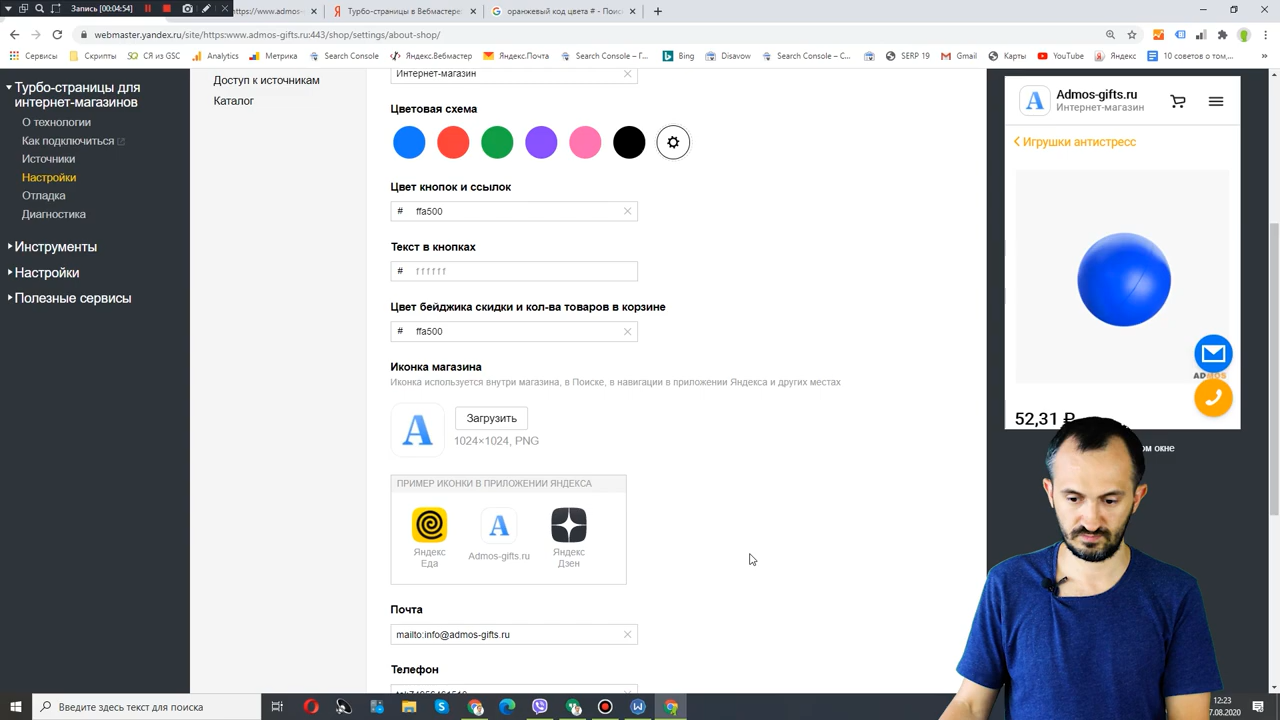 Запись [00:04:54]
https://www.admos-
Турбо-страницы в Вебмастере
оранжевый код цвета # - Поис
webmaster.yandex.ru/site/https:www.admos-gifts.ru:443/shop/settings/about-shop/
Сервисы
Скрипты
СЯ из GSC
Analytics
Метрика
Search Console
Яндекс.Вебмастер
Яндекс.Почта
Search Console – Г...
Bing
Disavow
Search Console – С...
SERP 19
Gmail
Карты
YouTube
Яндекс
10 советов о том,...
Турбо-страницы для
интернет-магазинов
О технологии
Как подключиться
Источники
Настройки
Отладка
Диагностика
Инструменты
Настройки
Полезные сервисы
Доступ к источникам
Каталог
Интернет-магазин
Цветовая схема
Цвет кнопок и ссылок
# ffa500
Текст в кнопках
# ffffff
Цвет бейджика скидки и кол-ва товаров в корзине
# ffa500
Иконка магазина
Иконка используется внутри магазина, в Поиске, в навигации в приложении Яндекса и других местах
A
Загрузить
1024×1024, PNG
ПРИМЕР ИКОНКИ В ПРИЛОЖЕНИИ ЯНДЕКСА
A
Яндекс
Еда
Admos-gifts.ru
Яндекс
Дзен
Почта
mailto:info@admos-gifts.ru
Телефон
A
Admos-gifts.ru
Интернет-магазин
Игрушки антистресс
ADMOS
52,31 ₽
ом окне
Введите здесь текст для поиска
12:23
7.08.2020